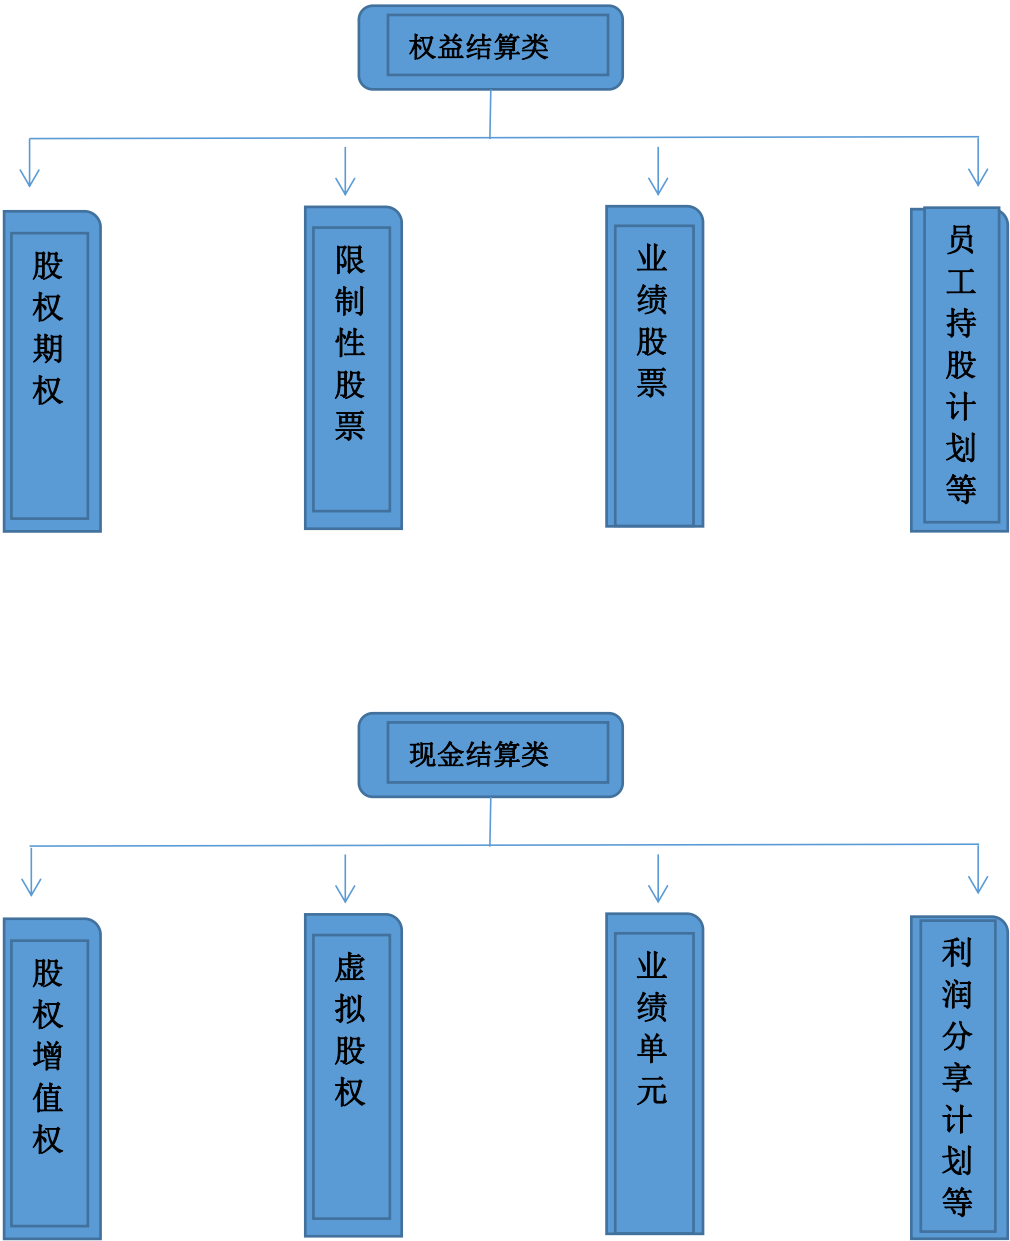 权益结算类
股权期权
限制性股票
业绩股票
员工持股计划等
现金结算类
股权增值权
虚拟股权
业绩单元
利润分享计划等